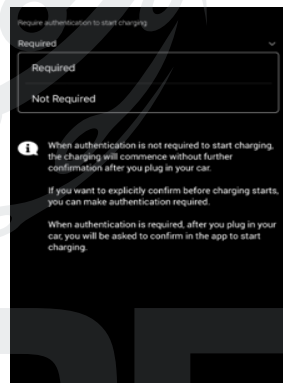 Require authentication to start charging
Required
Required
Not Required
When authentication is not required to start charging,
the charging will commence without further
confirmation after you plug in your car.
If you want to explicitly confirm before charging starts,
you can make authentication required.
When authentication is required, after you plug in your
car, you will be asked to confirm in the app to start
charging.